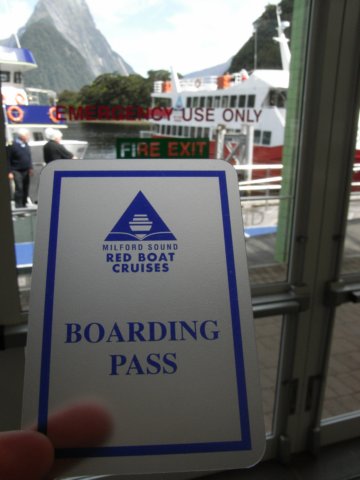 EMERGENCY USE ONLY
FIRE EXIT
MILFORD SOUND
RED BOAT
CRUISES
BOARDING
PASS